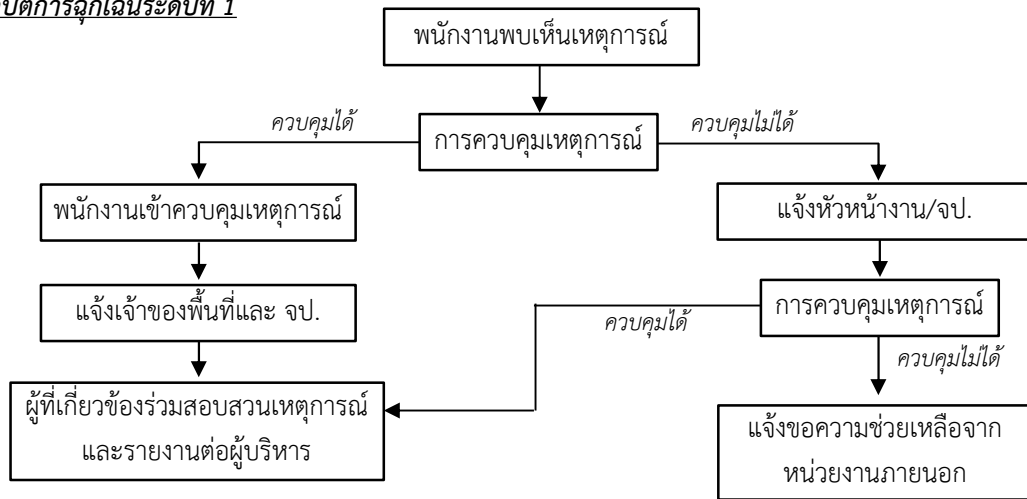 การฉุกเฉินระดับที่ 1
พนักงานพบเห็นเหตุการณ์
ควบคุมได้
การควบคุมเหตุการณ์
ควบคุมไม่ได้
พนักงานเข้าควบคุมเหตุการณ์
แจ้งหัวหน้างาน/จป.
แจ้งเจ้าของพื้นที่และ จป.
ควบคุมได้
การควบคุมเหตุการณ์
ควบคุมไม่ได้
ผู้ที่เกี่ยวข้องร่วมสอบสวนเหตุการณ์
และรายงานต่อผู้บริหาร
แจ้งขอความช่วยเหลือจาก
หน่วยงานภายนอก